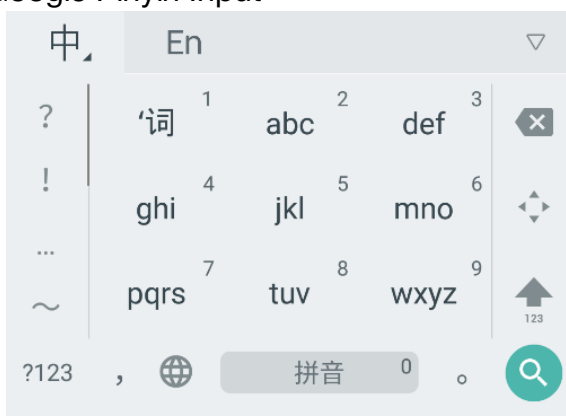 Google Pinyin Input
中 En
? '词 1 abc 2 def 3
! ghi 4 jkl 5 mno 6
...
~ pqrs 7 tuv 8 wxyz 9
123
?123 ， 拼音 0 。